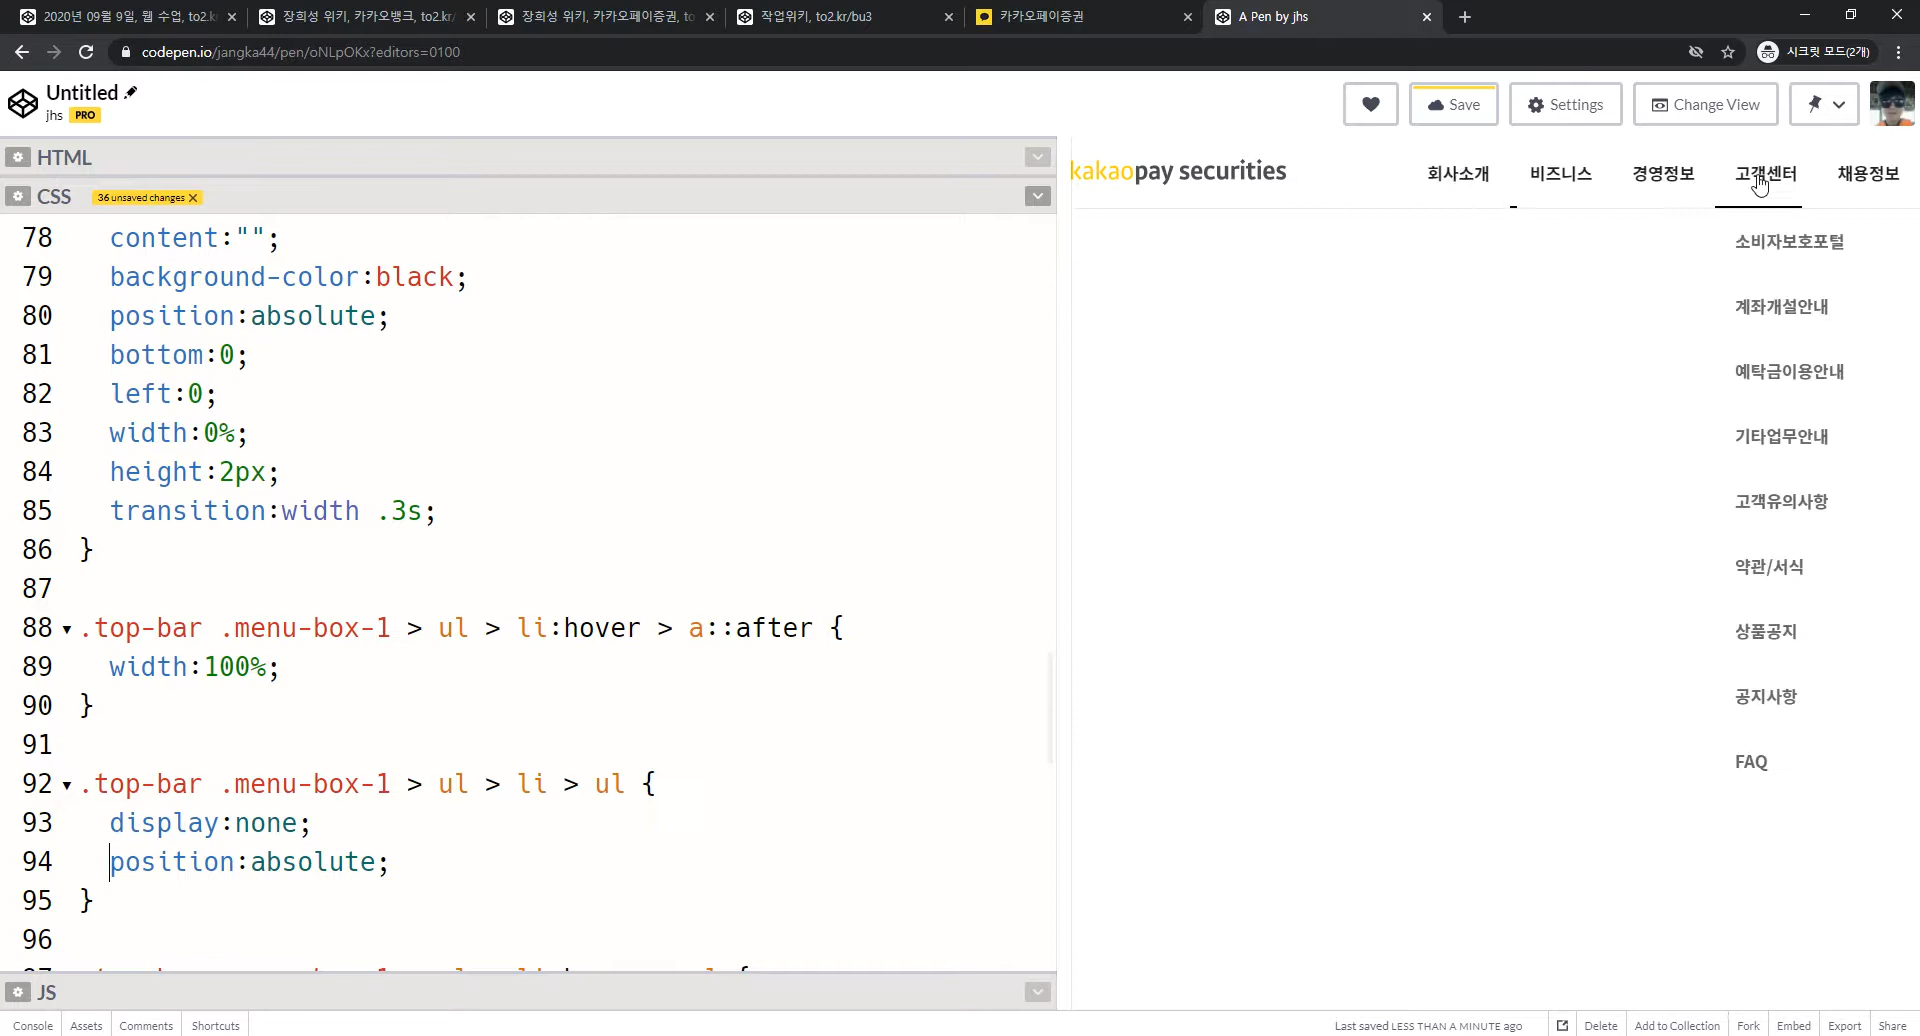 2020년 09월 9일, 웹 수업, to2.k
장희성 위키, 카카오뱅크, to2.kr/
장희성 위키, 카카오페이증권, to
작업위키, to2.kr/bu3
카카오페이증권
A Pen by jhs
codepen.io/jangka44/pen/oNLpOKx?editors=0100
시크릿 모드(2개)
Untitled
jhs PRO
Save
Settings
Change View
HTML
CSS
36 unsaved changes
78 content:"";
79 background-color:black;
80 position:absolute;
81 bottom:0;
82 left:0;
83 width:0%;
84 height:2px;
85 transition:width .3s;
86 }
87
88 .top-bar .menu-box-1 > ul > li:hover > a::after {
89 width:100%;
90 }
91
92 .top-bar .menu-box-1 > ul > li > ul {
93 display:none;
94 position:absolute;
95 }
96
JS
kakaopay securities
회사소개 비즈니스 경영정보 고객센터 채용정보
소비자보호포털
계좌개설안내
예탁금이용안내
기타업무안내
고객유의사항
약관/서식
상품공지
공지사항
FAQ
Console Assets Comments Shortcuts
Last saved LESS THAN A MINUTE ago
Delete Add to Collection Fork Embed Export Share